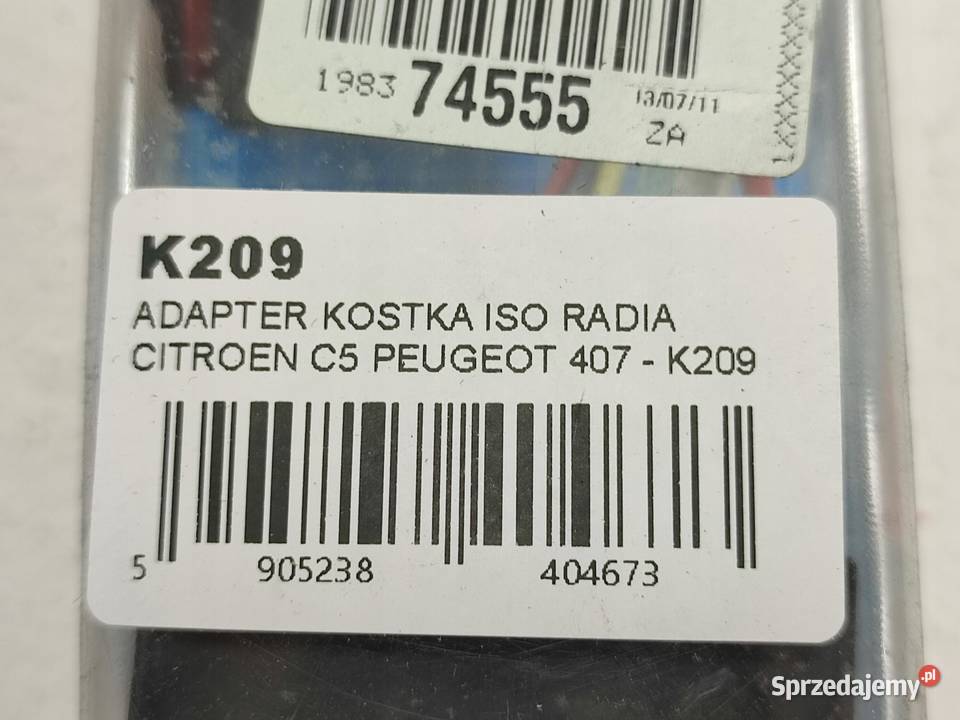 1983 74555 13/07/11
ZA
K209
ADAPTER KOSTKA ISO RADIA
CITROEN C5 PEUGEOT 407 - K209
5 905238 404673
Sprzedajemy.pl